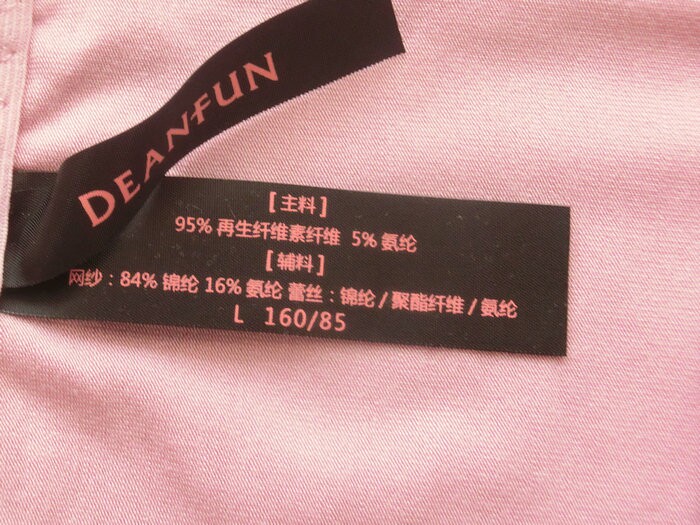 DEANFUN
[主料]
95% 再生纤维素纤维 5% 氨纶
[辅料]
网纱：84% 锦纶 16% 氨纶 蕾丝：锦纶 / 聚酯纤维 / 氨纶
L 160/85